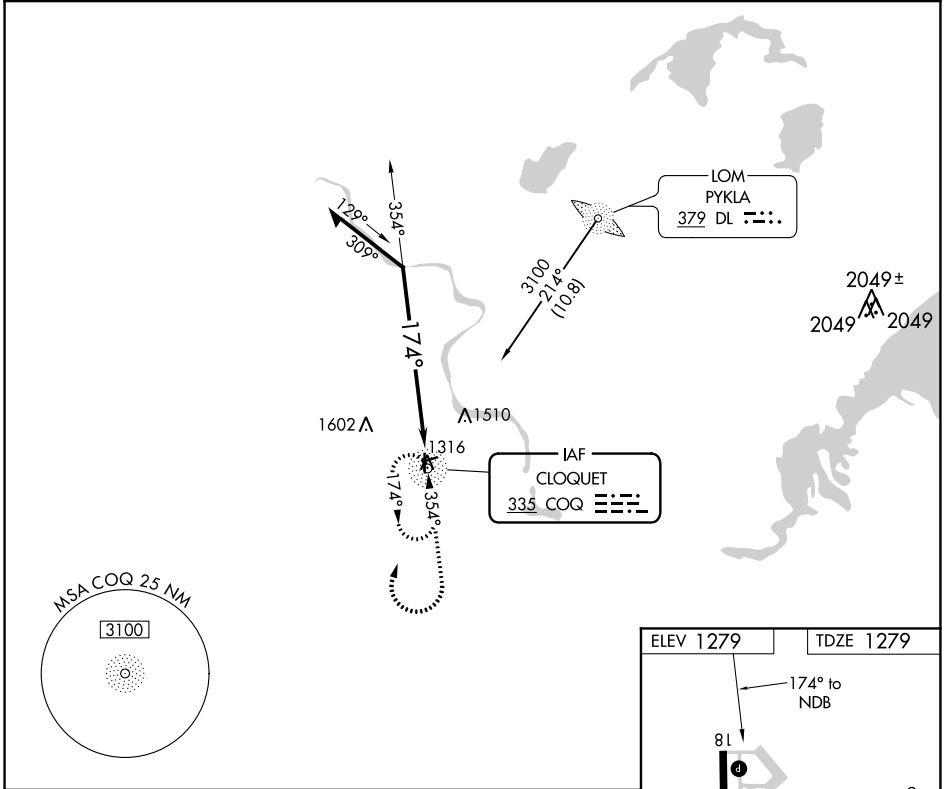 LOM
PYKLA
379 DL
129°
309°
354°
3100
214°
(10.8)
2049±
2049
2049
174°
1602
1510
1316
IAF
CLOQUET
335 COQ
174°
354°
MSA COQ 25 NM
3100
ELEV 1279
TDZE 1279
174° to
NDB
18
P